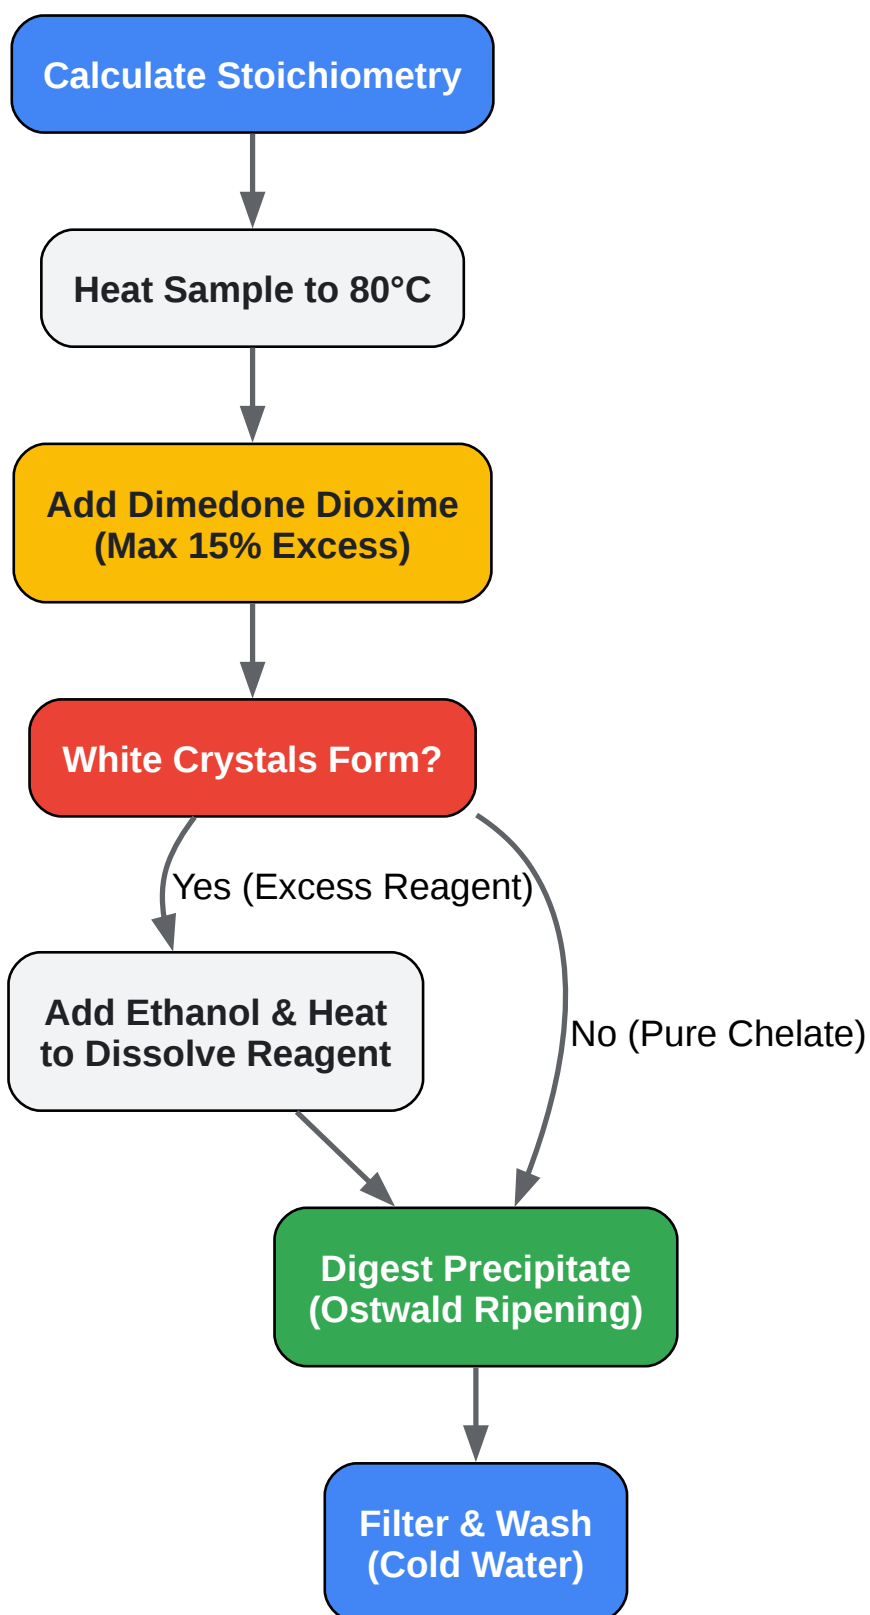 Calculate Stoichiometry
Heat Sample to 80°C
Add Dimedone Dioxime
(Max 15% Excess)
White Crystals Form?
Yes (Excess Reagent)
Add Ethanol & Heat
to Dissolve Reagent
No (Pure Chelate)
Digest Precipitate
(Ostwald Ripening)
Filter & Wash
(Cold Water)